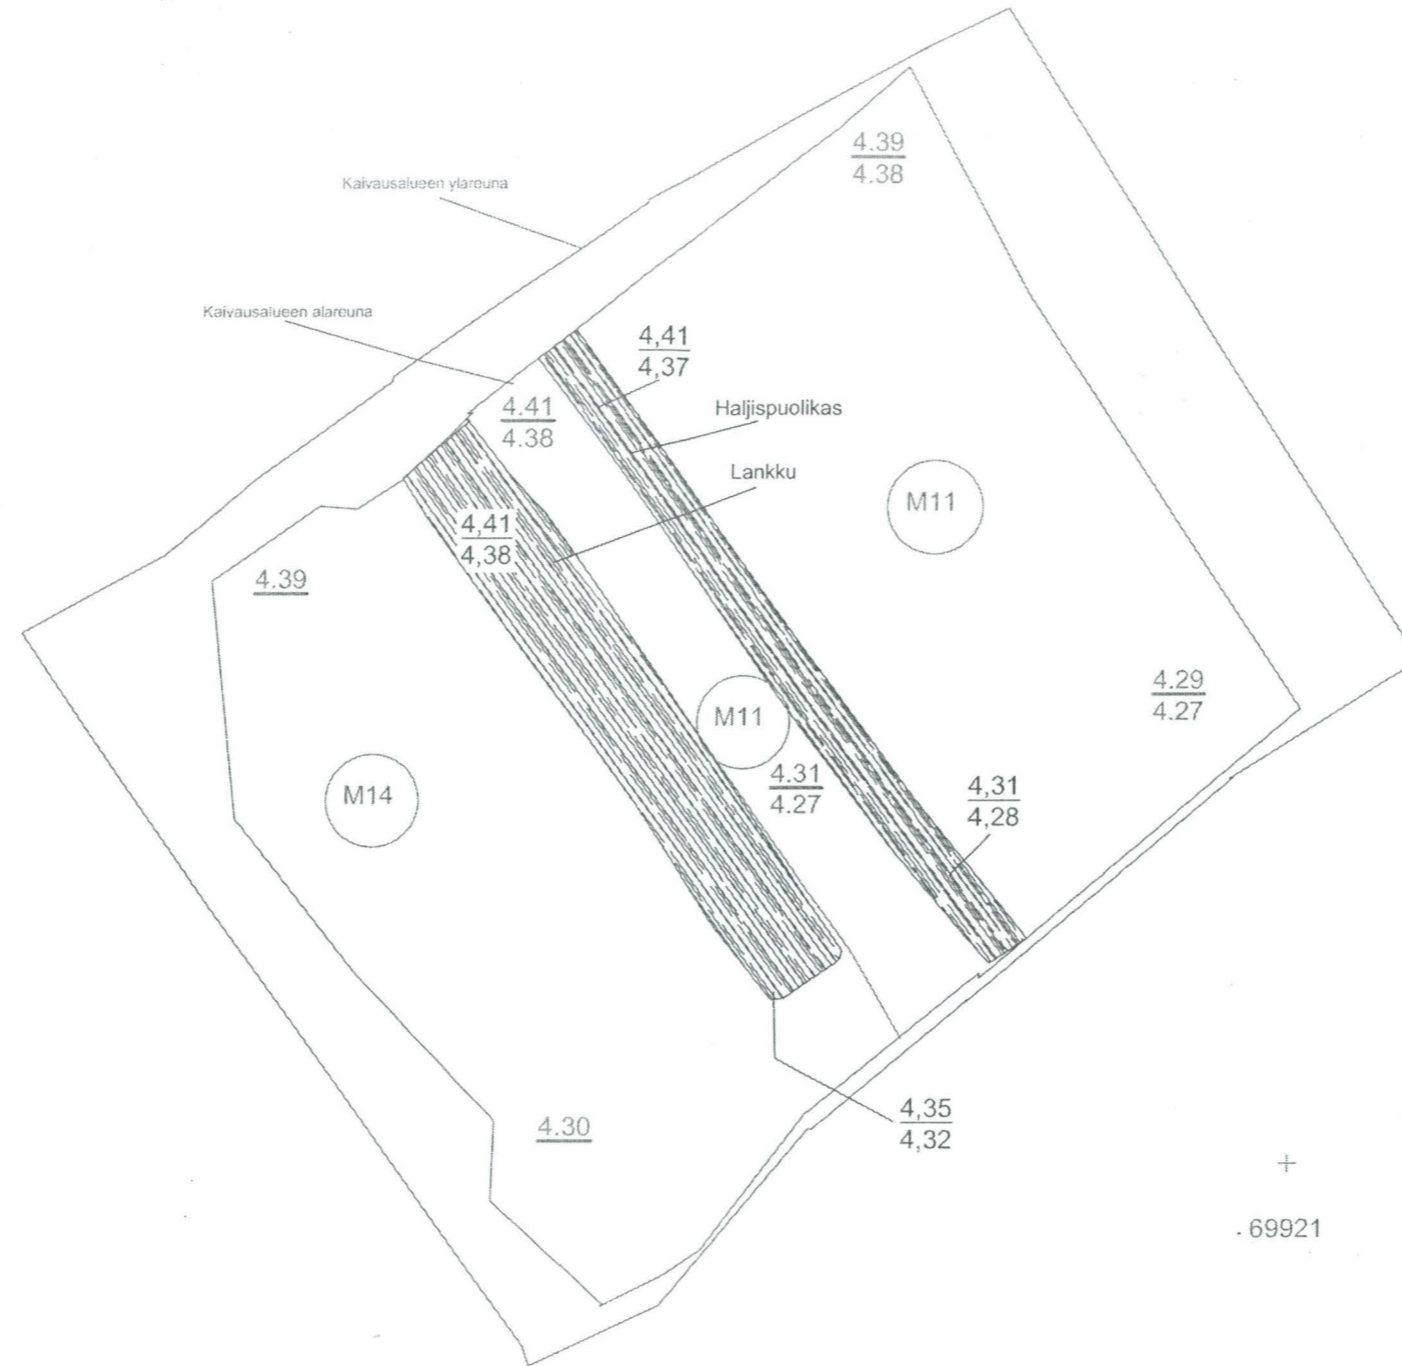 4.39
4.38
Kaivausalueen yläreuna
Kaivausalueen alareuna
4,41
4,37
4.41
4.38
Haljispuolikas
Lankku
M11
4,41
4,38
4.39
4.29
4.27
M11
4.31
4.27
M14
4,31
4,28
4,35
4,32
4.30
69921